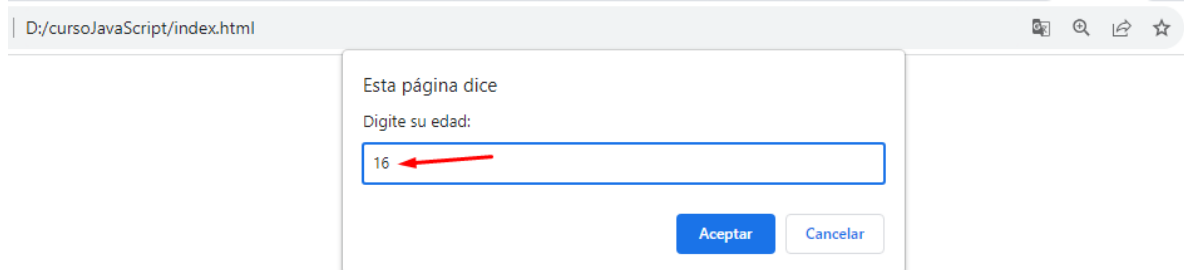 D:/cursoJavaScript/index.html
Esta página dice
Digite su edad:
16
Aceptar Cancelar